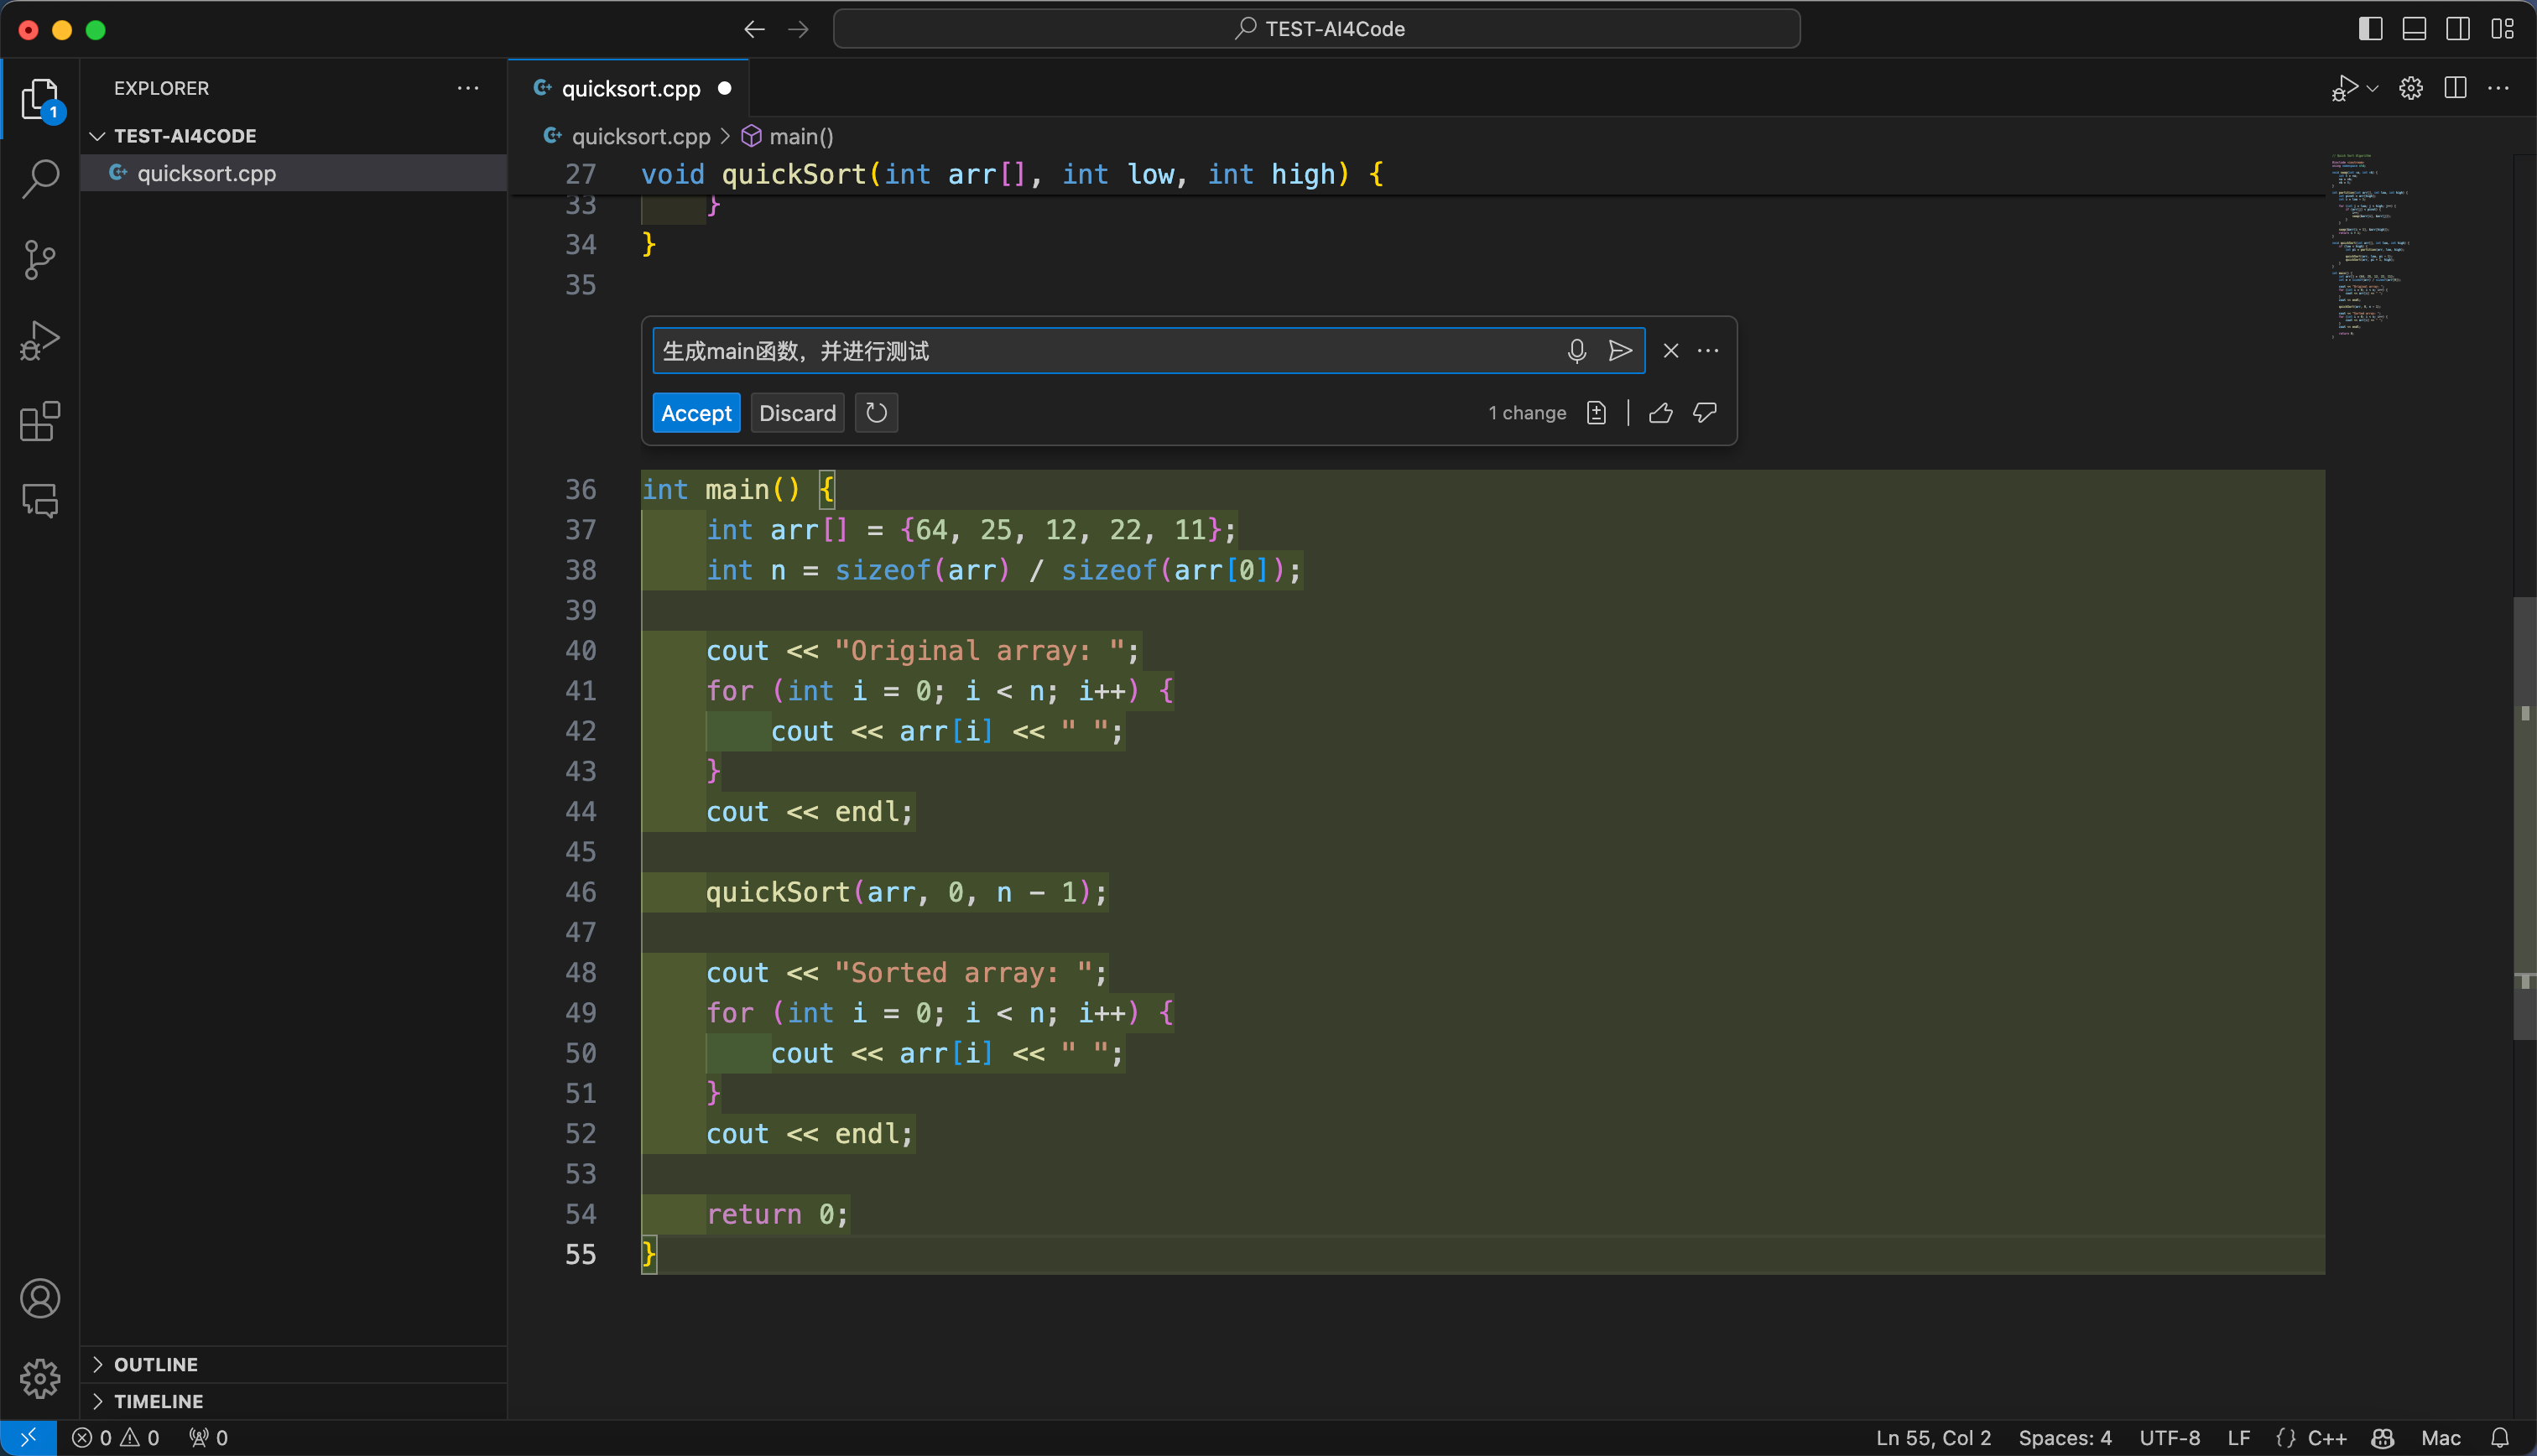 TEST-AI4Code
EXPLORER
1
TEST-AI4CODE
quicksort.cpp
quicksort.cpp
quicksort.cpp > main()
27 void quickSort(int arr[], int low, int high) {
33     }
34 }
35
生成main函数，并进行测试
Accept Discard 1 change
36 int main() {
37     int arr[] = {64, 25, 12, 22, 11};
38     int n = sizeof(arr) / sizeof(arr[0]);
39
40     cout << "Original array: ";
41     for (int i = 0; i < n; i++) {
42         cout << arr[i] << " ";
43     }
44     cout << endl;
45
46     quickSort(arr, 0, n - 1);
47
48     cout << "Sorted array: ";
49     for (int i = 0; i < n; i++) {
50         cout << arr[i] << " ";
51     }
52     cout << endl;
53
54     return 0;
55 }
OUTLINE
TIMELINE
0 0 0 Ln 55, Col 2 Spaces: 4 UTF-8 LF {} C++ Mac